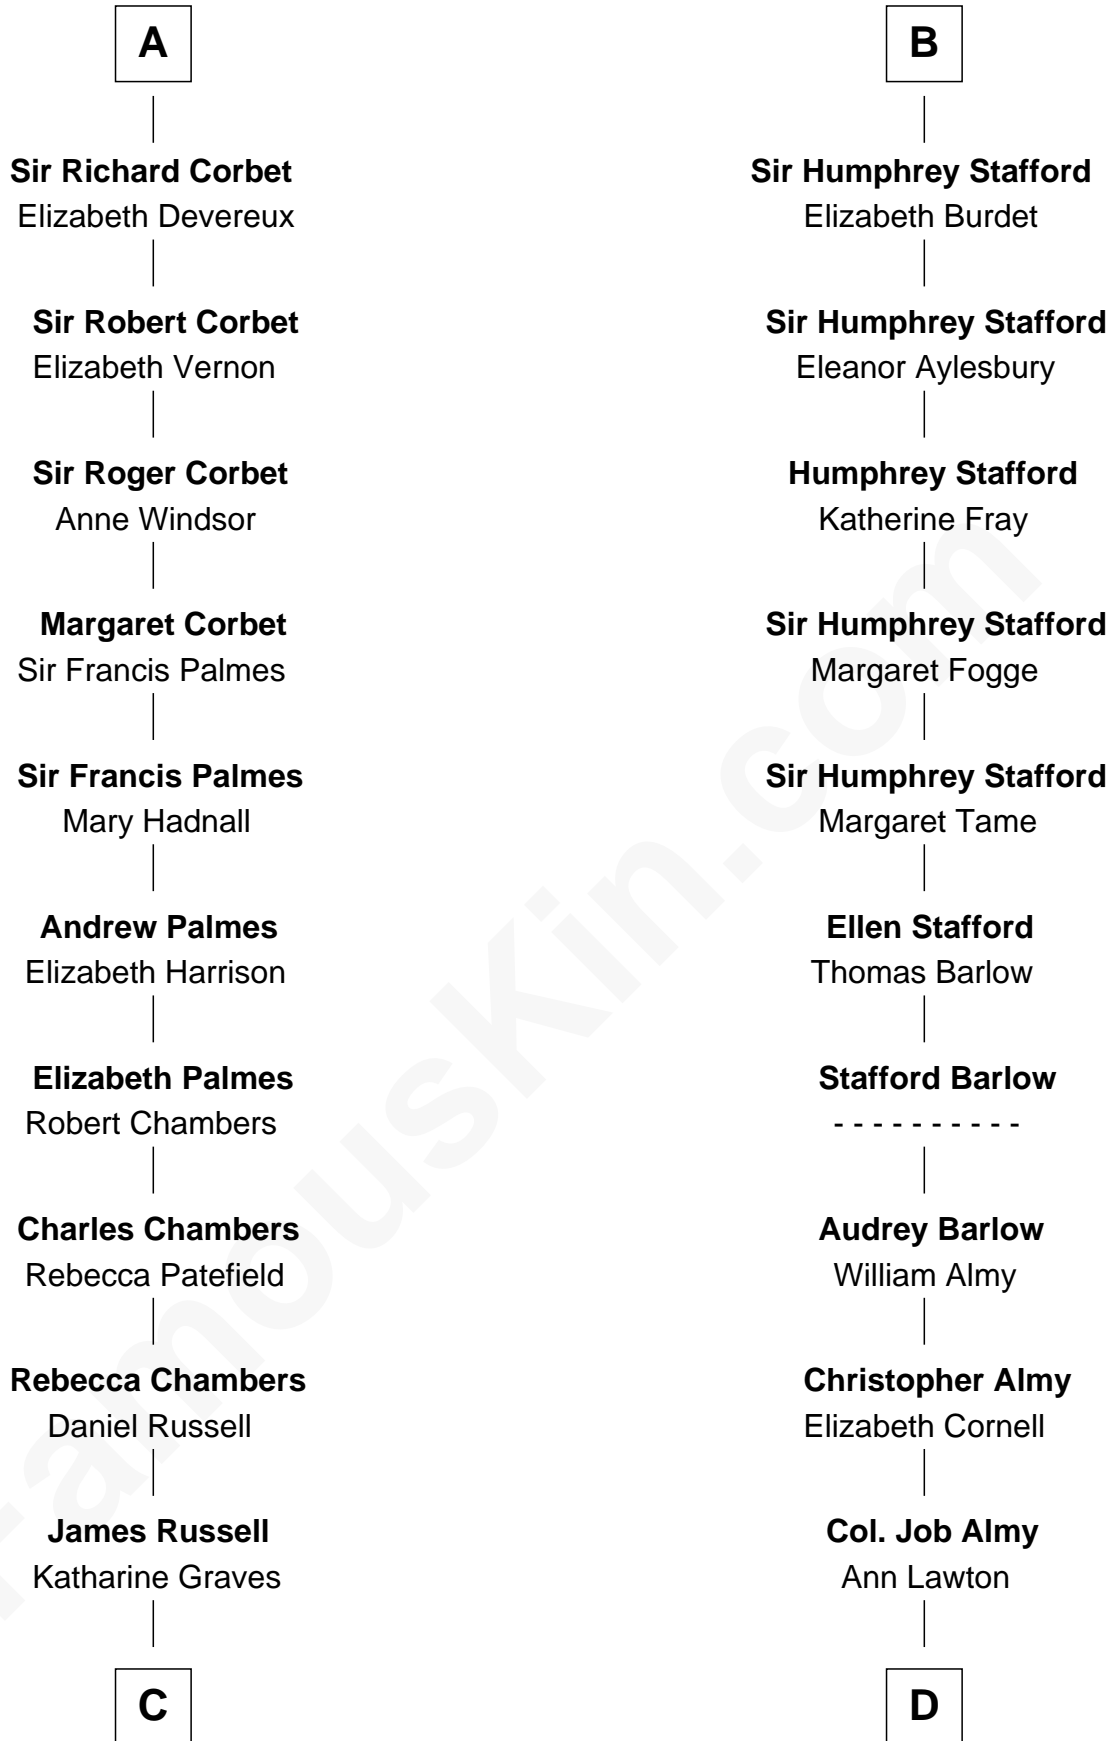 A
Sir Richard Corbet
Elizabeth Devereux
Sir Robert Corbet
Elizabeth Vernon
Sir Roger Corbet
Anne Windsor
Margaret Corbet
Sir Francis Palmes
Sir Francis Palmes
Mary Hadnall
Andrew Palmes
Elizabeth Harrison
Elizabeth Palmes
Robert Chambers
Charles Chambers
Rebecca Patefield
Rebecca Chambers
Daniel Russell
James Russell
Katharine Graves
C
B
Sir Humphrey Stafford
Elizabeth Burdet
Sir Humphrey Stafford
Eleanor Aylesbury
Humphrey Stafford
Katherine Fray
Sir Humphrey Stafford
Margaret Fogge
Sir Humphrey Stafford
Margaret Tame
Ellen Stafford
Thomas Barlow
Stafford Barlow
- - - - - - - - - -
Audrey Barlow
William Almy
Christopher Almy
Elizabeth Cornell
Col. Job Almy
Ann Lawton
D
FamousKin.com